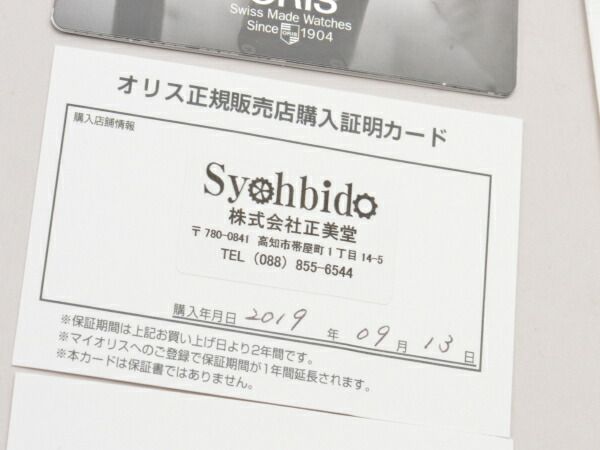 ORIS
Swiss Made Watches
Since ORIS 1904
オリス正規販売店購入証明カード
購入店舗情報
Syohbido
株式会社正美堂
〒780-0841 高知市帯屋町1丁目14-5
TEL (088) 855-6544
購入年月日 2019 年 09 月 13 日
※保証期間は上記お買い上げ日より2年間です。
※マイオリスへのご登録で保証期間が1年間延長されます。
※本カードは保証書ではありません。